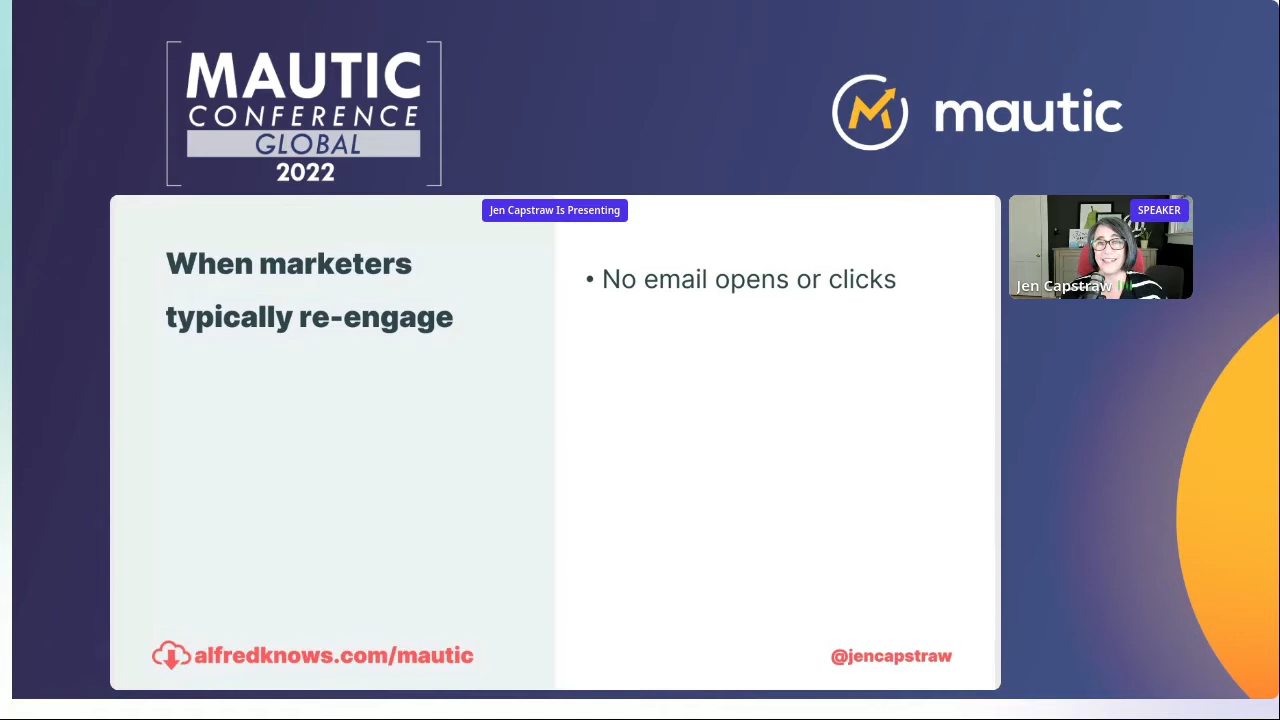 MAUTIC
CONFERENCE
GLOBAL
2022
mautic
Jen Capstraw Is Presenting
SPEAKER
Jen Capstraw
When marketers
typically re-engage
• No email opens or clicks
alfredknows.com/mautic
@jencapstraw